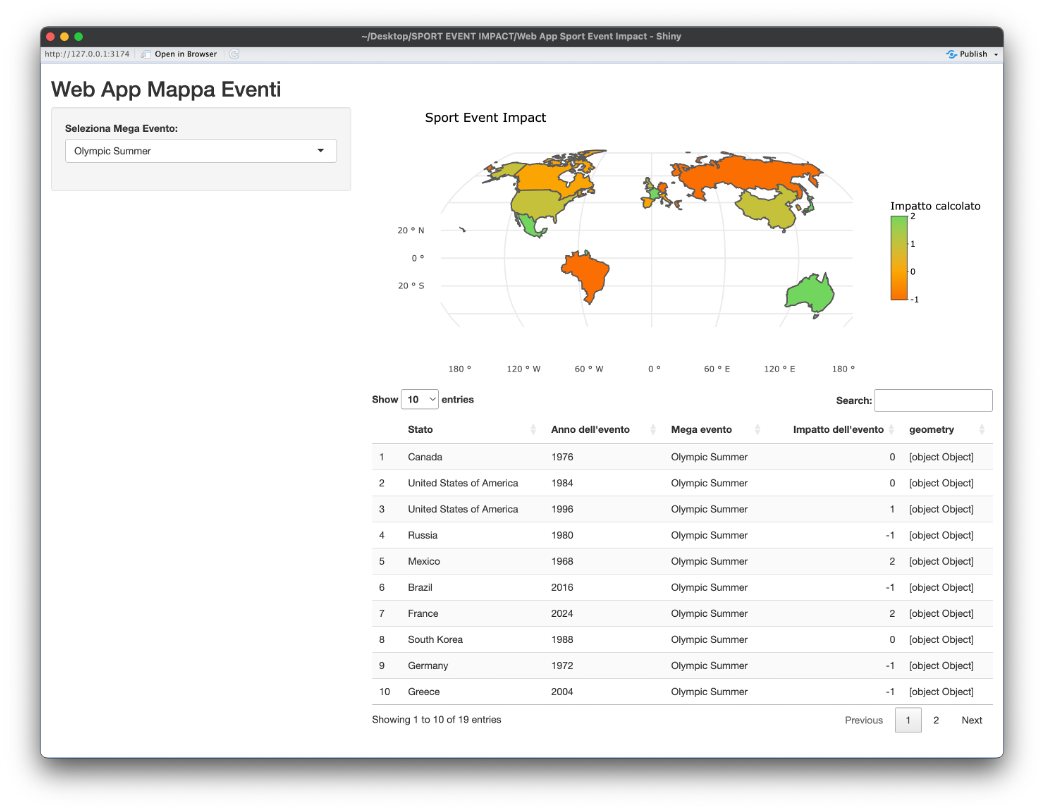 ~/Desktop/SPORT EVENT IMPACT/Web App Sport Event Impact - Shiny
http://127.0.0.1:3174 Open in Browser Publish
Web App Mappa Eventi
Seleziona Mega Evento:
Olympic Summer
Sport Event Impact
Impatto calcolato
2
1
0
-1
20 ° N
0 °
20 ° S
180 ° 120 ° W 60 ° W 0 ° 60 ° E 120 ° E 180 °
Show 10 entries Search:
Stato Anno dell'evento Mega evento Impatto dell'evento geometry
1 Canada 1976 Olympic Summer 0 [object Object]
2 United States of America 1984 Olympic Summer 0 [object Object]
3 United States of America 1996 Olympic Summer 1 [object Object]
4 Russia 1980 Olympic Summer -1 [object Object]
5 Mexico 1968 Olympic Summer 2 [object Object]
6 Brazil 2016 Olympic Summer -1 [object Object]
7 France 2024 Olympic Summer 2 [object Object]
8 South Korea 1988 Olympic Summer 0 [object Object]
9 Germany 1972 Olympic Summer -1 [object Object]
10 Greece 2004 Olympic Summer -1 [object Object]
Showing 1 to 10 of 19 entries Previous 1 2 Next